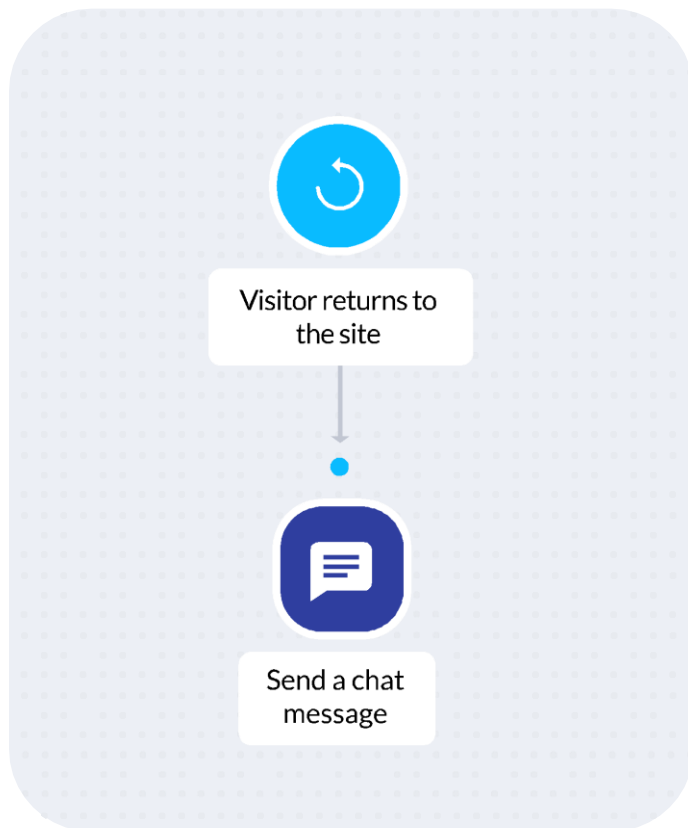 Visitor returns to
the site
Send a chat
message